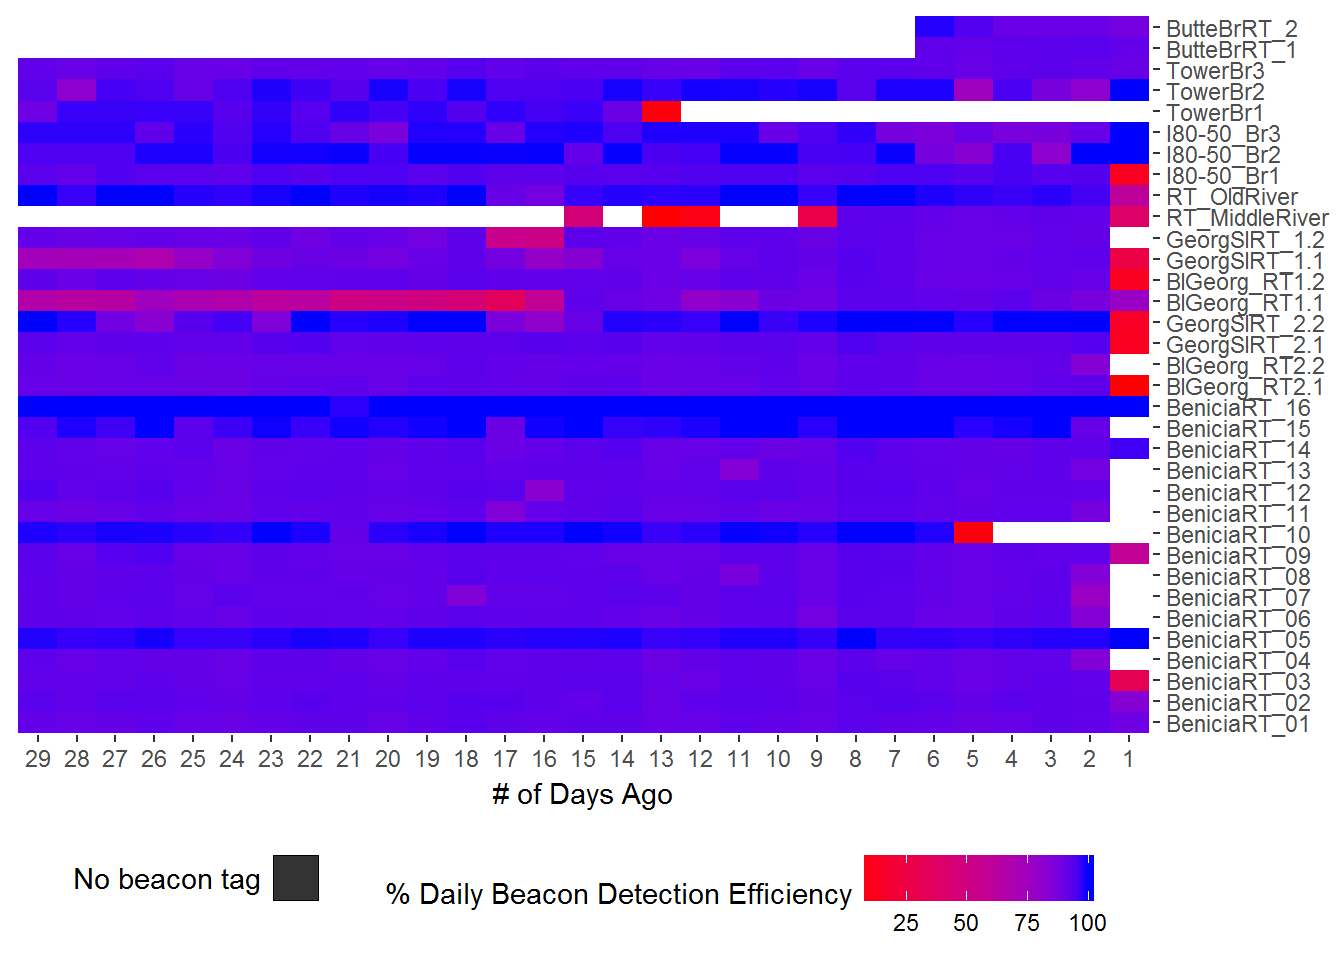 ButteBrRT_2
ButteBrRT_1
TowerBr3
TowerBr2
TowerBr1
I80-50_Br3
I80-50_Br2
I80-50_Br1
RT_OldRiver
RT_MiddleRiver
GeorgSlRT_1.2
GeorgSlRT_1.1
BlGeorg_RT1.2
BlGeorg_RT1.1
GeorgSlRT_2.2
GeorgSlRT_2.1
BlGeorg_RT2.2
BlGeorg_RT2.1
BeniciaRT_16
BeniciaRT_15
BeniciaRT_14
BeniciaRT_13
BeniciaRT_12
BeniciaRT_11
BeniciaRT_10
BeniciaRT_09
BeniciaRT_08
BeniciaRT_07
BeniciaRT_06
BeniciaRT_05
BeniciaRT_04
BeniciaRT_03
BeniciaRT_02
BeniciaRT_01
29 28 27 26 25 24 23 22 21 20 19 18 17 16 15 14 13 12 11 10 9 8 7 6 5 4 3 2 1
# of Days Ago
No beacon tag
% Daily Beacon Detection Efficiency
25 50 75 100